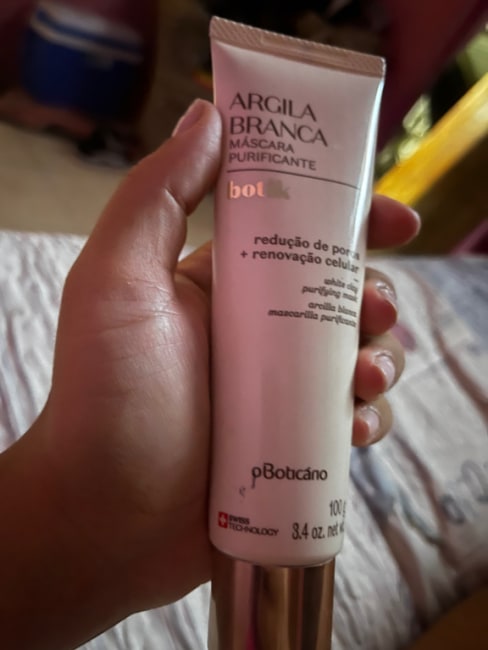 ARGILA
BRANCA
MÁSCARA
PURIFICANTE
botik
redução de poros
+ renovação celular
white clay
purifying mask
arcilla blanca
mascarilla purificante
oBoticário
100 g
SWISS
TECHNOLOGY
3.4 oz. net